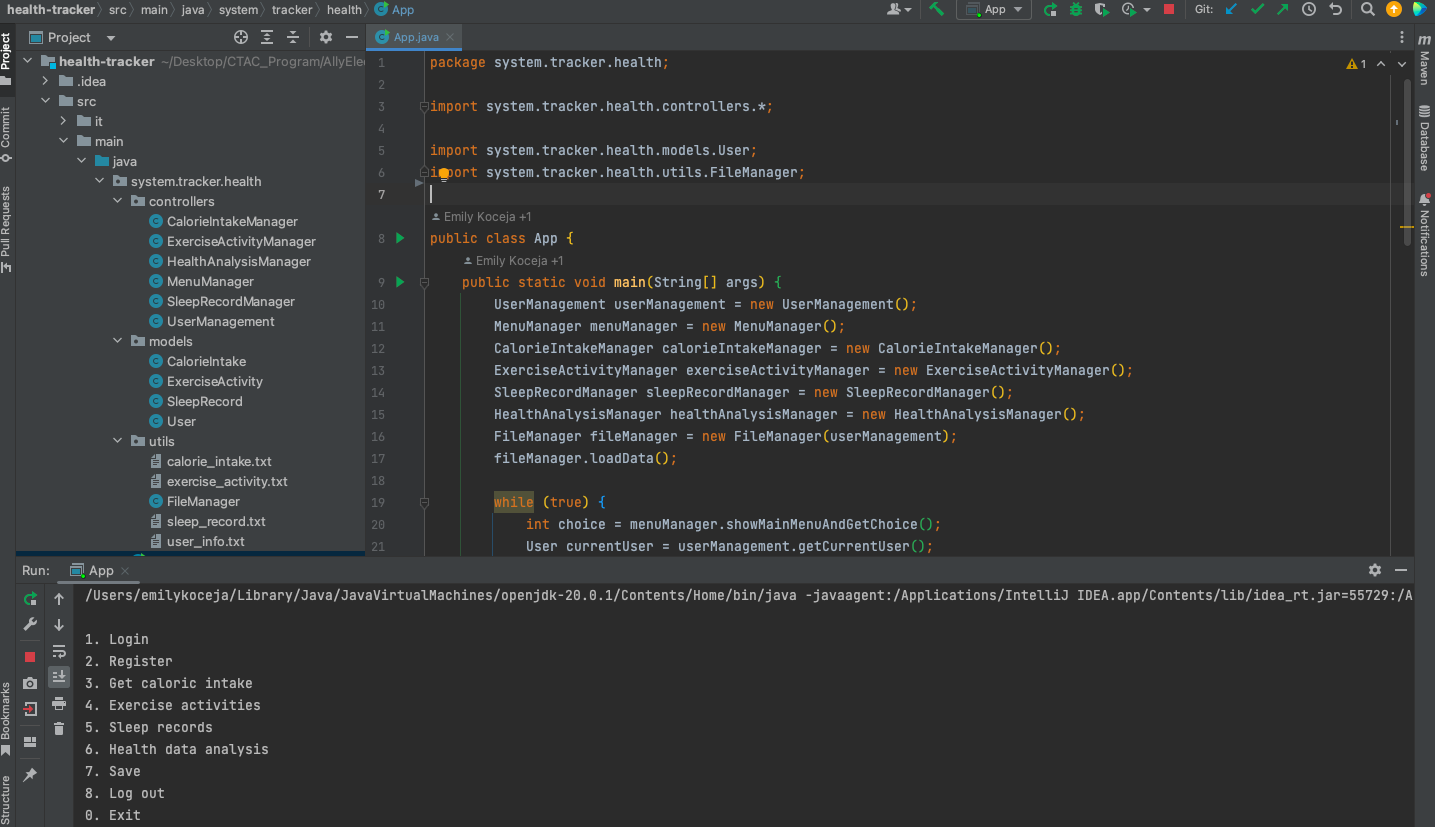 health-tracker src main java system tracker health App
App
Git:
Project
App.java
Project
Commit
Pull Requests
Bookmarks
Structure
health-tracker ~/Desktop/CTAC_Program/AllyElec
.idea
src
it
main
java
system.tracker.health
controllers
CalorieIntakeManager
ExerciseActivityManager
HealthAnalysisManager
MenuManager
SleepRecordManager
UserManagement
models
CalorieIntake
ExerciseActivity
SleepRecord
User
utils
calorie_intake.txt
exercise_activity.txt
FileManager
sleep_record.txt
user_info.txt
1 package system.tracker.health;
2
3 import system.tracker.health.controllers.*;
4
5 import system.tracker.health.models.User;
6 import system.tracker.health.utils.FileManager;
7
Emily Koceja +1
8 public class App {
Emily Koceja +1
9 public static void main(String[] args) {
10 UserManagement userManagement = new UserManagement();
11 MenuManager menuManager = new MenuManager();
12 CalorieIntakeManager calorieIntakeManager = new CalorieIntakeManager();
13 ExerciseActivityManager exerciseActivityManager = new ExerciseActivityManager();
14 SleepRecordManager sleepRecordManager = new SleepRecordManager();
15 HealthAnalysisManager healthAnalysisManager = new HealthAnalysisManager();
16 FileManager fileManager = new FileManager(userManagement);
17 fileManager.loadData();
18
19 while (true) {
20 int choice = menuManager.showMainMenuAndGetChoice();
21 User currentUser = userManagement.getCurrentUser();
1
m
Maven
Database
Notifications
Run: App
/Users/emilykoceja/Library/Java/JavaVirtualMachines/openjdk-20.0.1/Contents/Home/bin/java -javaagent:/Applications/IntelliJ IDEA.app/Contents/lib/idea_rt.jar=55729:/A
1. Login
2. Register
3. Get caloric intake
4. Exercise activities
5. Sleep records
6. Health data analysis
7. Save
8. Log out
0. Exit